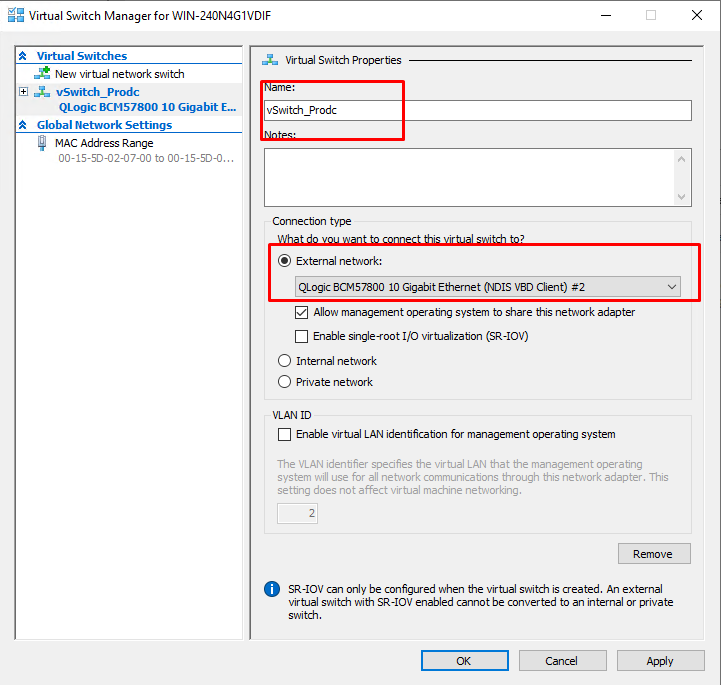 Virtual Switch Manager for WIN-240N4G1VDIF
Virtual Switches
New virtual network switch
vSwitch_Prodc
QLogic BCM57800 10 Gigabit E...
Global Network Settings
MAC Address Range
00-15-5D-02-07-00 to 00-15-5D-0...
Virtual Switch Properties
Name:
vSwitch_Prodc
Notes:
Connection type
What do you want to connect this virtual switch to?
External network:
QLogic BCM57800 10 Gigabit Ethernet (NDIS VBD Client) #2
Allow management operating system to share this network adapter
Enable single-root I/O virtualization (SR-IOV)
Internal network
Private network
VLAN ID
Enable virtual LAN identification for management operating system
The VLAN identifier specifies the virtual LAN that the management operating
system will use for all network communications through this network adapter. This
setting does not affect virtual machine networking.
2
Remove
SR-IOV can only be configured when the virtual switch is created. An external
virtual switch with SR-IOV enabled cannot be converted to an internal or private
switch.
OK
Cancel
Apply